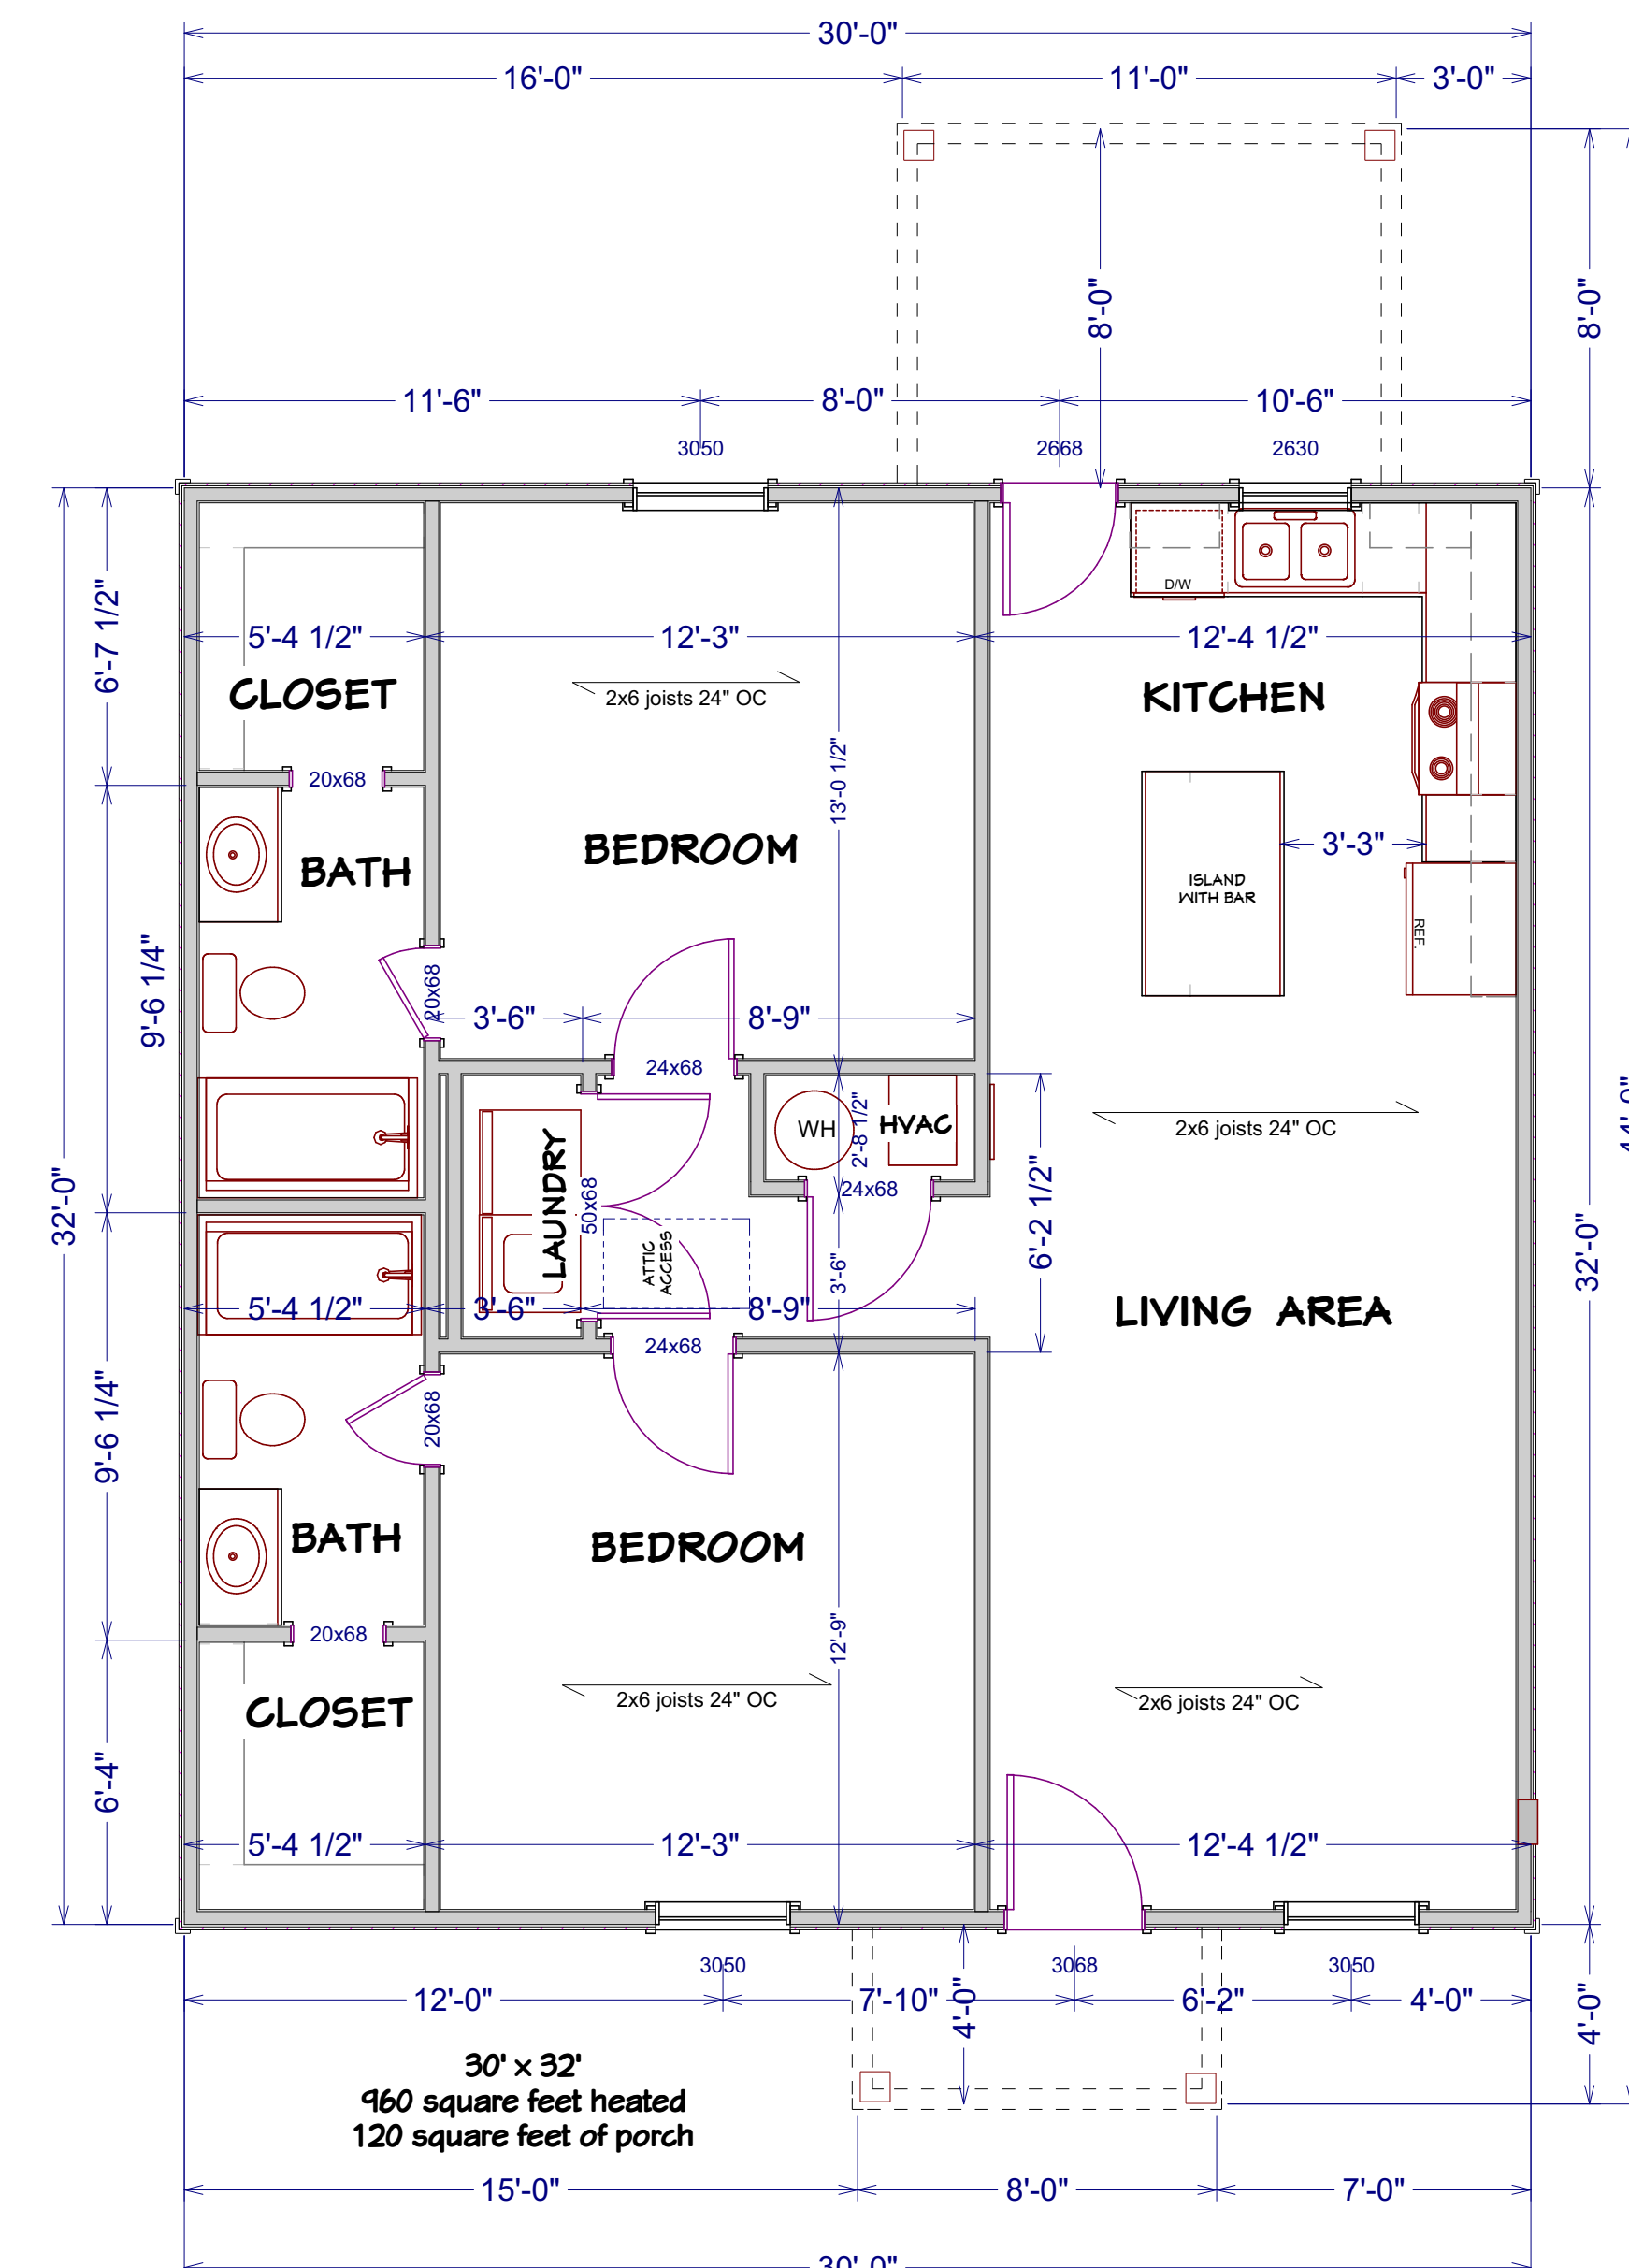 30'-0"
16'-0" 11'-0" 3'-0"
8'-0" 8'-0"
11'-6" 8'-0" 10'-6"
3050 2668 2630
6'-7 1/2"
D/W
5'-4 1/2" 12'-3" 12'-4 1/2"
CLOSET
2x6 joists 24" OC
KITCHEN
20x68
13'-0 1/2"
BATH
BEDROOM
3'-3"
ISLAND
WITH BAR
REF.
9'-6 1/4"
20x68
3'-6" 8'-9"
24x68
WH
2'-8 1/2"
HVAC
2x6 joists 24" OC
LAUNDRY
50x68
24x68
6'-2 1/2"
32'-0"
ATTIC
ACCESS
3'-6"
32'-0"
5'-4 1/2" 3'-6" 8'-9"
LIVING AREA
24x68
20x68
9'-6 1/4"
BATH
BEDROOM
20x68
12'-9"
CLOSET
2x6 joists 24" OC
2x6 joists 24" OC
6'-4"
5'-4 1/2" 12'-3" 12'-4 1/2"
3050 3068 3050
12'-0" 7'-10" 4'-0" 6'-2" 4'-0" 4'-0"
30' x 32'
960 square feet heated
120 square feet of porch
15'-0" 8'-0" 7'-0"
30'-0"